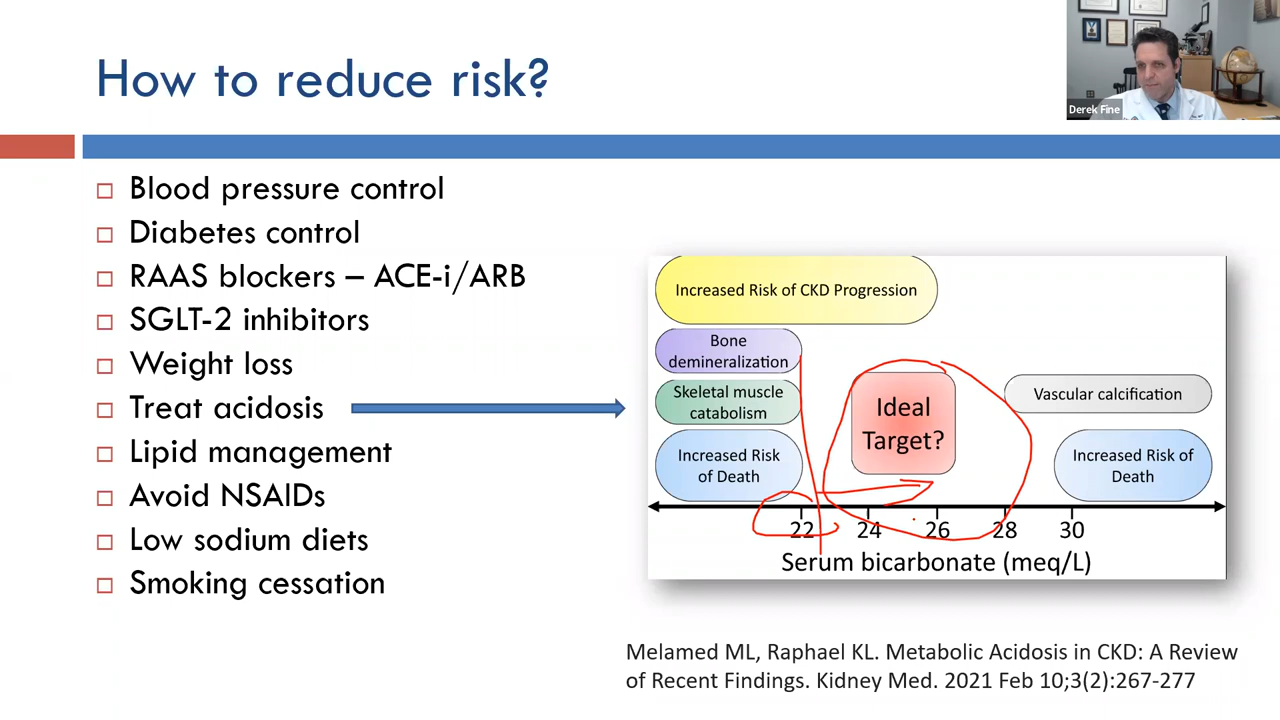 How to reduce risk?
Derek Fine
Blood pressure control
Diabetes control
RAAS blockers – ACE-i/ARB
SGLT-2 inhibitors
Weight loss
Treat acidosis
Lipid management
Avoid NSAIDs
Low sodium diets
Smoking cessation
Increased Risk of CKD Progression
Bone
demineralization
Skeletal muscle
catabolism
Increased Risk
of Death
Ideal
Target?
Vascular calcification
Increased Risk of
Death
22 24 26 28 30
Serum bicarbonate (meq/L)
Melamed ML, Raphael KL. Metabolic Acidosis in CKD: A Review
of Recent Findings. Kidney Med. 2021 Feb 10;3(2):267-277